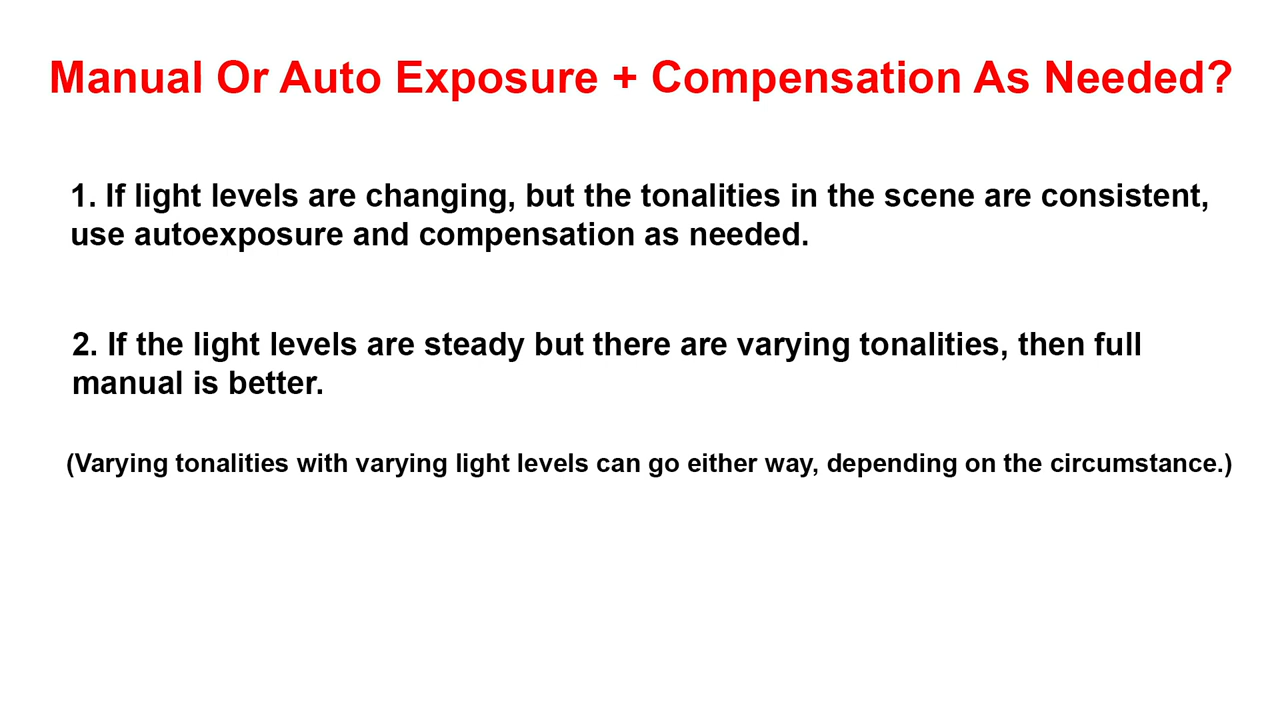 Manual Or Auto Exposure + Compensation As Needed?
1. If light levels are changing, but the tonalities in the scene are consistent,
use autoexposure and compensation as needed.
2. If the light levels are steady but there are varying tonalities, then full
manual is better.
(Varying tonalities with varying light levels can go either way, depending on the circumstance.)